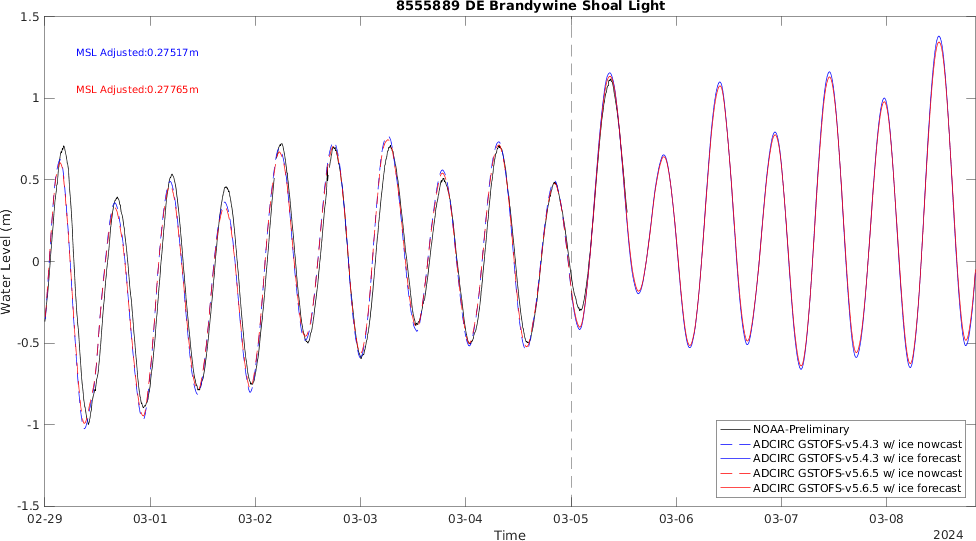 8555889 DE Brandywine Shoal Light
MSL Adjusted:0.27517m
MSL Adjusted:0.27765m
1.5
1
0.5
0
-0.5
-1
-1.5
Water Level (m)
NOAA-Preliminary
ADCIRC GSTOFS-v5.4.3 w/ ice nowcast
ADCIRC GSTOFS-v5.4.3 w/ ice forecast
ADCIRC GSTOFS-v5.6.5 w/ ice nowcast
ADCIRC GSTOFS-v5.6.5 w/ ice forecast
02-29 03-01 03-02 03-03 03-04 03-05 03-06 03-07 03-08
Time
2024